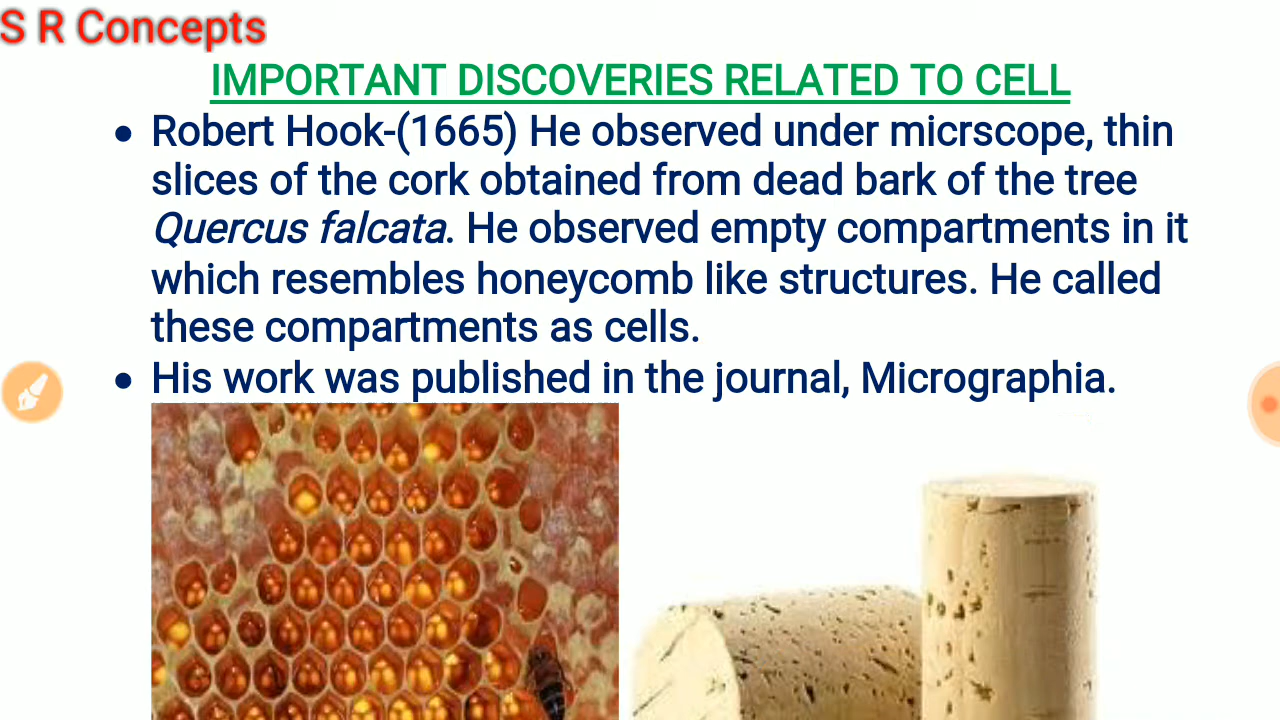 S R Concepts
IMPORTANT DISCOVERIES RELATED TO CELL
• Robert Hook-(1665) He observed under micrscope, thin
slices of the cork obtained from dead bark of the tree
Quercus falcata. He observed empty compartments in it
which resembles honeycomb like structures. He called
these compartments as cells.
• His work was published in the journal, Micrographia.